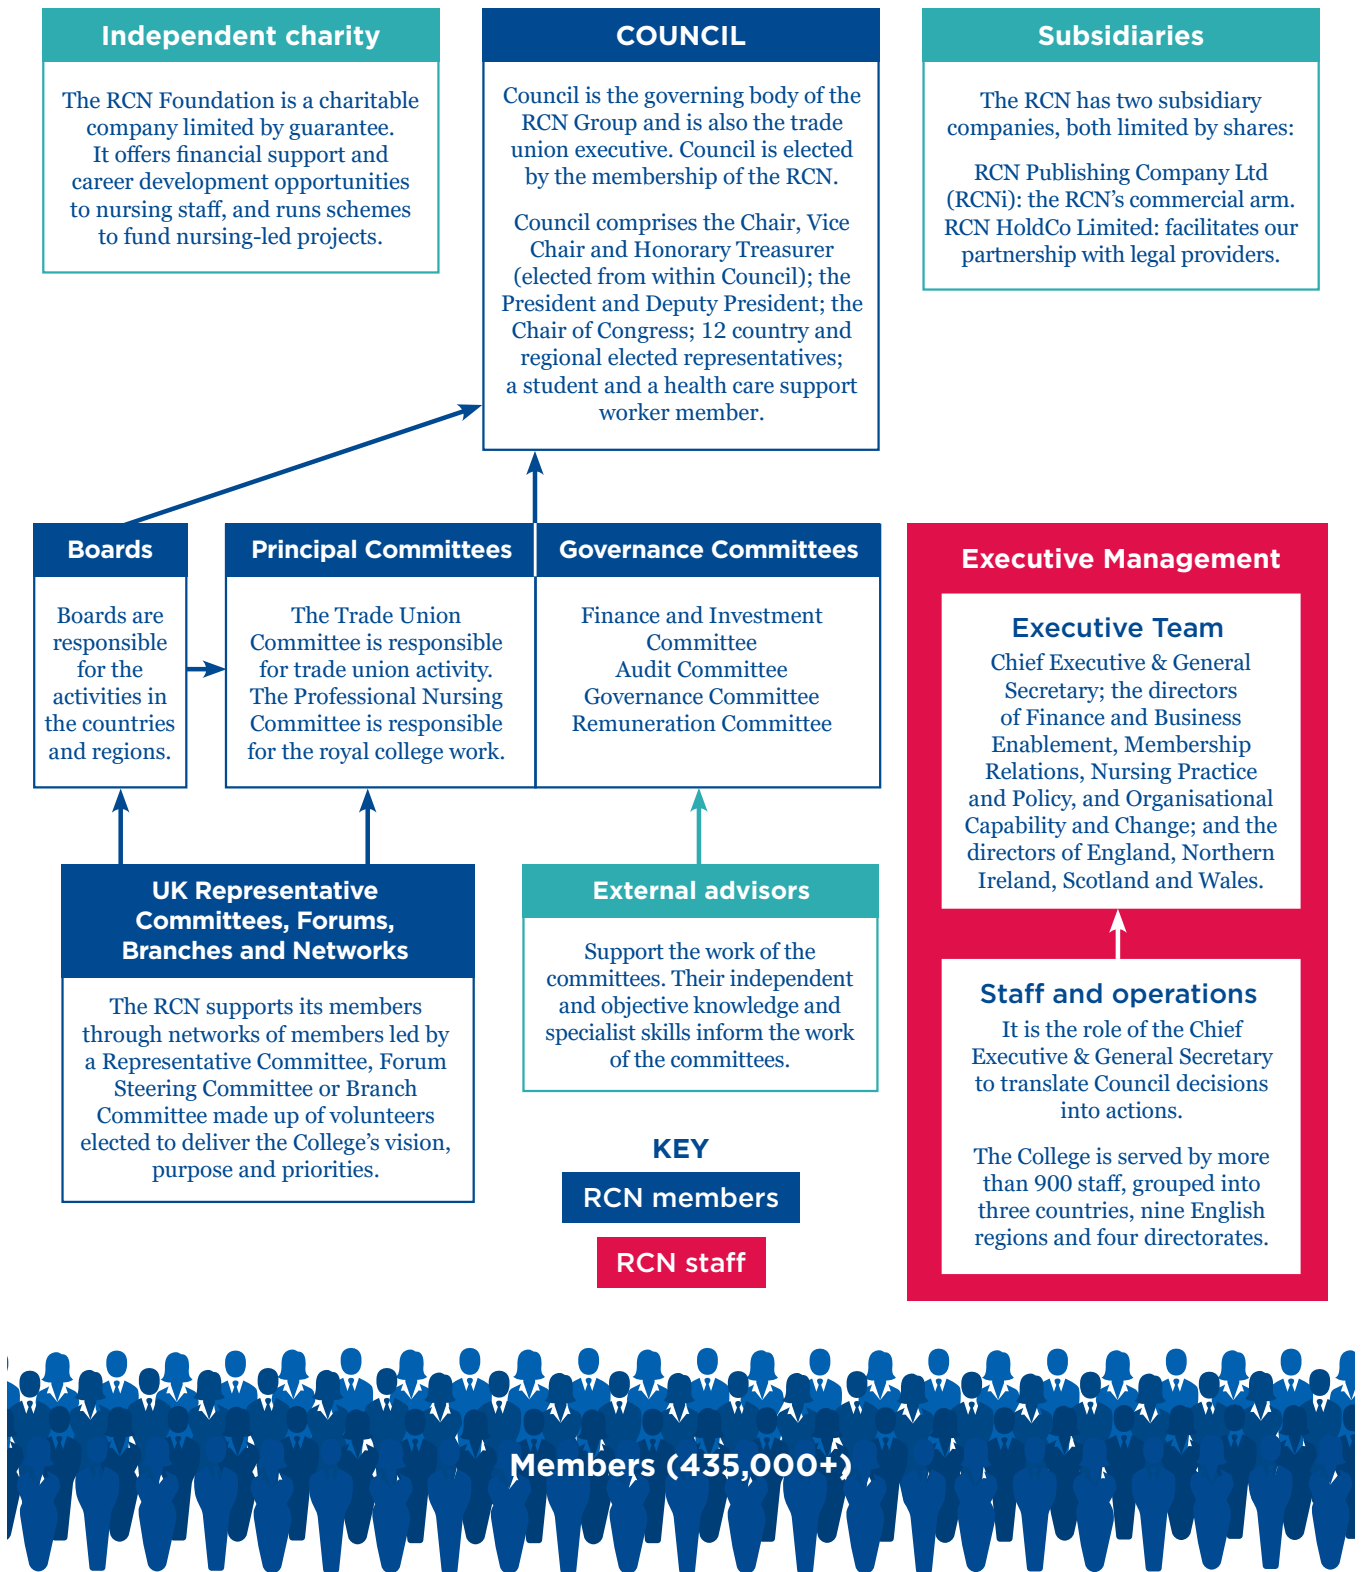 Independent charity
The RCN Foundation is a charitable
company limited by guarantee.
It offers financial support and
career development opportunities
to nursing staff, and runs schemes
to fund nursing-led projects.
COUNCIL
Council is the governing body of the
RCN Group and is also the trade
union executive. Council is elected
by the membership of the RCN.
Council comprises the Chair, Vice
Chair and Honorary Treasurer
(elected from within Council); the
President and Deputy President; the
Chair of Congress; 12 country and
regional elected representatives;
a student and a health care support
worker member.
Subsidiaries
The RCN has two subsidiary
companies, both limited by shares:
RCN Publishing Company Ltd
(RCNi): the RCN’s commercial arm.
RCN HoldCo Limited: facilitates our
partnership with legal providers.
Boards
Boards are
responsible
for the
activities in
the countries
and regions.
Principal Committees
The Trade Union
Committee is responsible
for trade union activity.
The Professional Nursing
Committee is responsible
for the royal college work.
Governance Committees
Finance and Investment
Committee
Audit Committee
Governance Committee
Remuneration Committee
Executive Management
Executive Team
Chief Executive & General
Secretary; the directors
of Finance and Business
Enablement, Membership
Relations, Nursing Practice
and Policy, and Organisational
Capability and Change; and the
directors of England, Northern
Ireland, Scotland and Wales.
UK Representative
Committees, Forums,
Branches and Networks
The RCN supports its members
through networks of members led by
a Representative Committee, Forum
Steering Committee or Branch
Committee made up of volunteers
elected to deliver the College’s vision,
purpose and priorities.
External advisors
Support the work of the
committees. Their independent
and objective knowledge and
specialist skills inform the work
of the committees.
Staff and operations
It is the role of the Chief
Executive & General Secretary
to translate Council decisions
into actions.
The College is served by more
than 900 staff, grouped into
three countries, nine English
regions and four directorates.
KEY
RCN members
RCN staff
Members (435,000+)